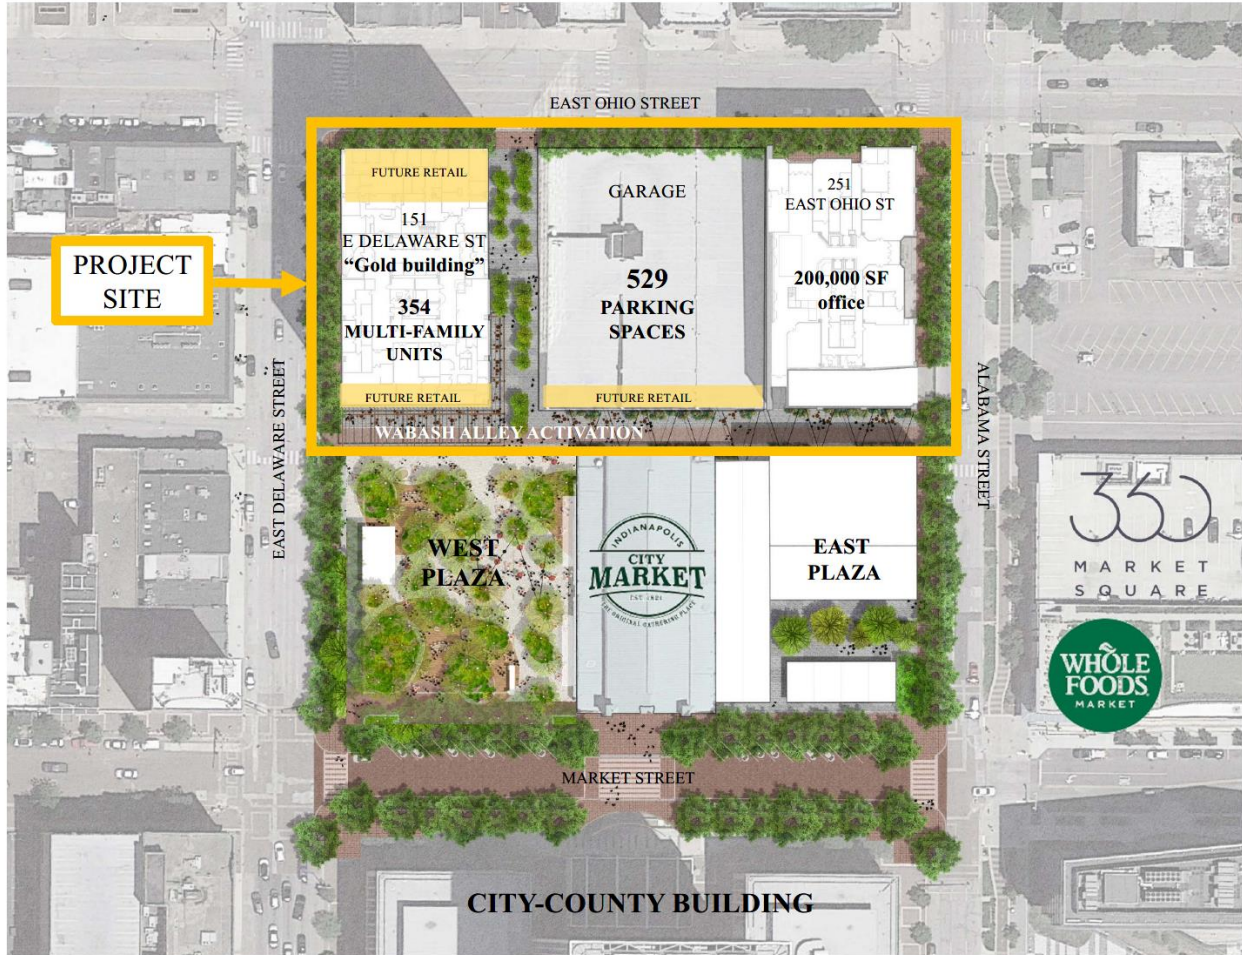 EAST OHIO STREET
PROJECT
SITE
FUTURE RETAIL
151
E DELAWARE ST
“Gold building”
354
MULTI-FAMILY
UNITS
FUTURE RETAIL
GARAGE
529
PARKING
SPACES
FUTURE RETAIL
251
EAST OHIO ST
200,000 SF
office
WABASH ALLEY ACTIVATION
EAST DELAWARE STREET
ALABAMA STREET
WEST
PLAZA
INDIANAPOLIS
CITY
MARKET
EST 1821
THE ORIGINAL GATHERING PLACE
EAST
PLAZA
360
MARKET
SQUARE
WHOLE
FOODS
MARKET
MARKET STREET
CITY-COUNTY BUILDING